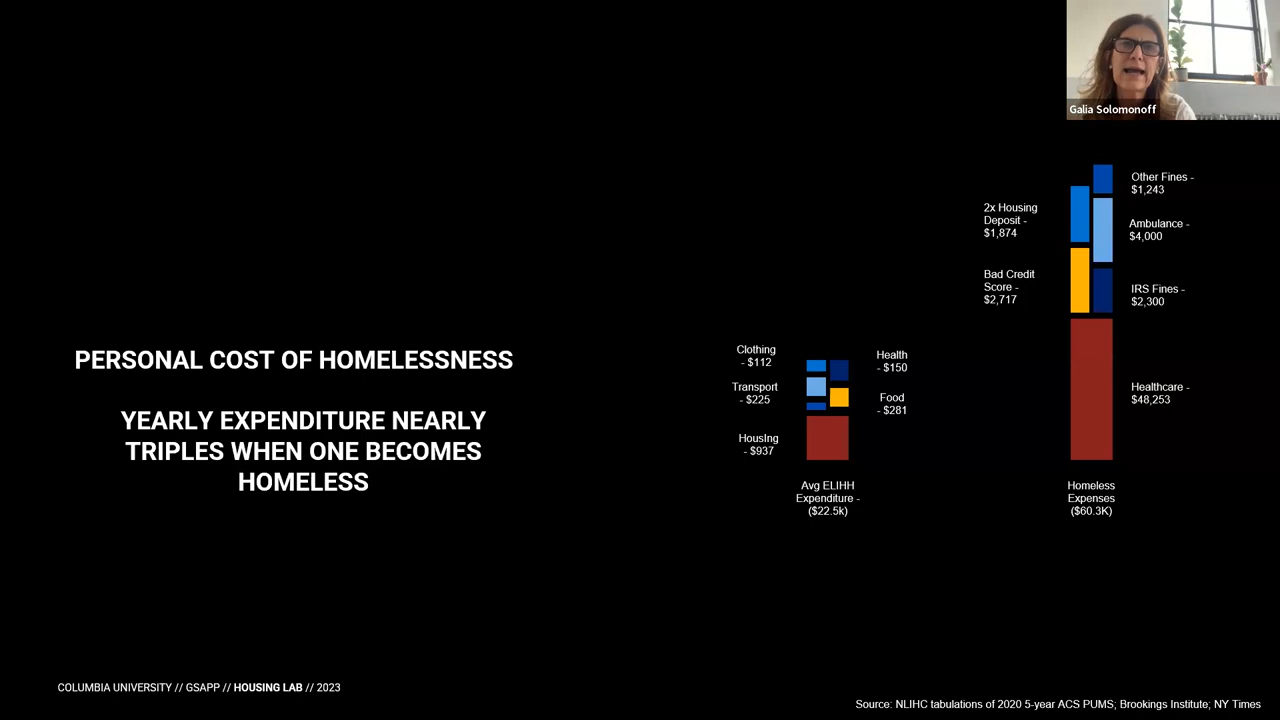 Galia Solomonoff
PERSONAL COST OF HOMELESSNESS
YEARLY EXPENDITURE NEARLY
TRIPLES WHEN ONE BECOMES
HOMELESS
Clothing
- $112
Transport
- $225
Housing
- $937
Health
- $150
Food
- $281
Avg ELIHH
Expenditure -
($22.5k)
2x Housing
Deposit -
$1,874
Bad Credit
Score -
$2,717
Other Fines -
$1,243
Ambulance -
$4,000
IRS Fines -
$2,300
Healthcare -
$48,253
Homeless
Expenses
($60.3K)
COLUMBIA UNIVERSITY // GSAPP // HOUSING LAB // 2023
Source: NLIHC tabulations of 2020 5-year ACS PUMS; Brookings Institute; NY Times